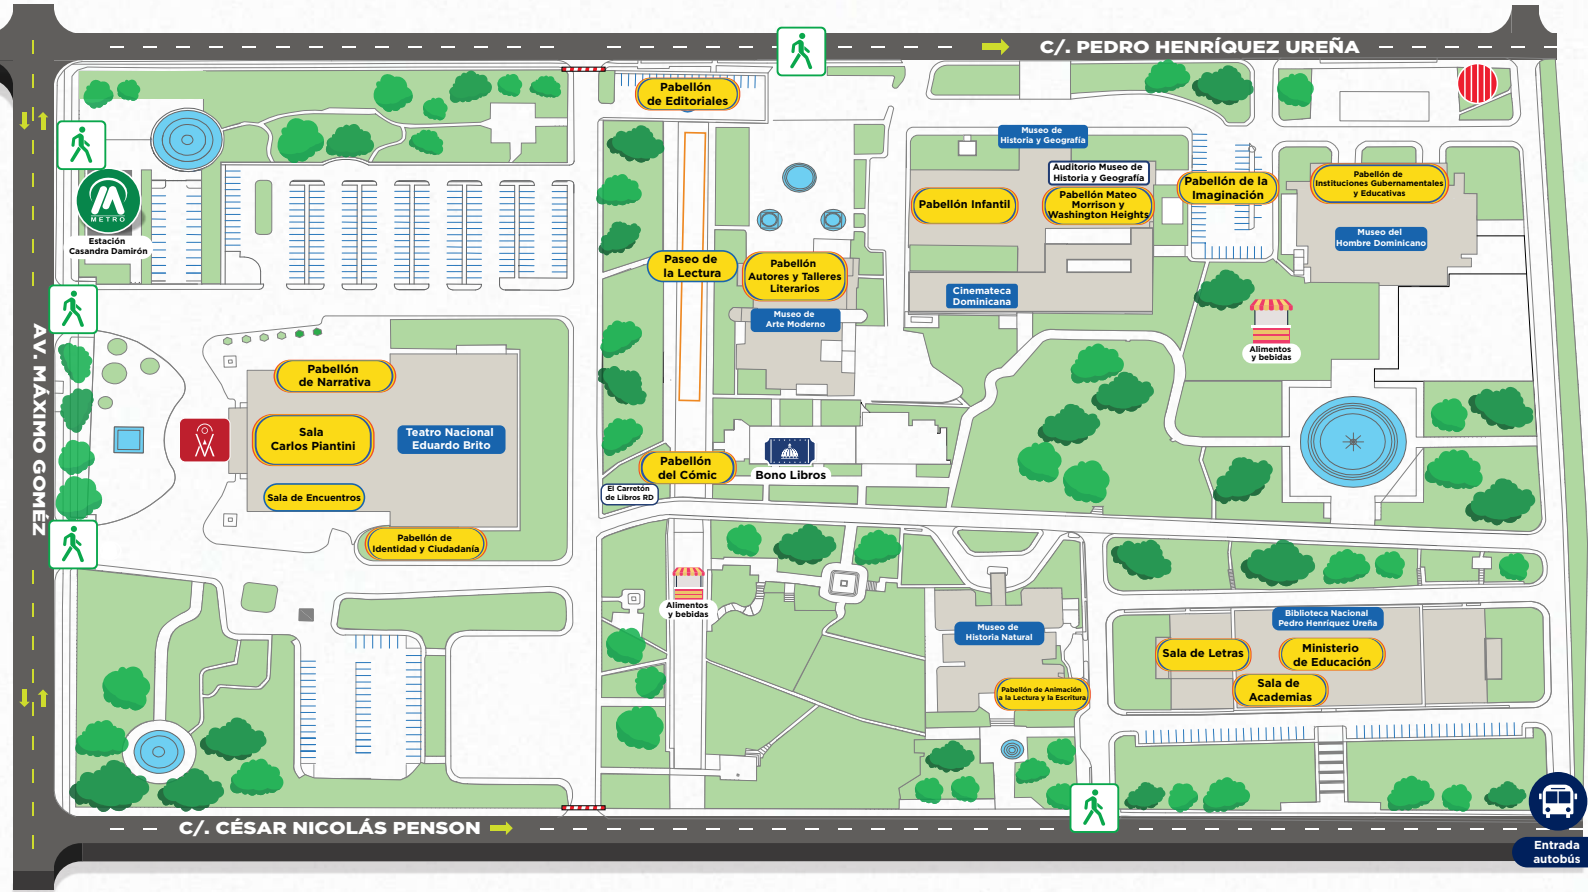 C/. PEDRO HENRÍQUEZ UREÑA
Pabellón
de Editoriales
METRO
Estación
Casandra Damirón
Museo de
Historia y Geografía
Auditorio Museo de
Historia y Geografía
Pabellón Infantil
Pabellón Mateo
Morrison y
Washington Heights
Pabellón de la
Imaginación
Pabellón de
Instituciones Gubernamentales
y Educativas
Museo del
Hombre Dominicano
Paseo de
la Lectura
Pabellón
Autores y Talleres
Literarios
Museo de
Arte Moderno
Cinemateca
Dominicana
Alimentos
y bebidas
AV. MÁXIMO GOMÉZ
Pabellón
de Narrativa
Sala
Carlos Piantini
Teatro Nacional
Eduardo Brito
Sala de Encuentros
Pabellón de
Identidad y Ciudadanía
Pabellón
del Cómic
El Carretón
de Libros RD
Bono Libros
Alimentos
y bebidas
Museo de
Historia Natural
Pabellón de Animación
a la Lectura y la Escritura
Biblioteca Nacional
Pedro Henríquez Ureña
Sala de Letras
Ministerio
de Educación
Sala de
Academias
C/. CÉSAR NICOLÁS PENSON
Entrada
autobús